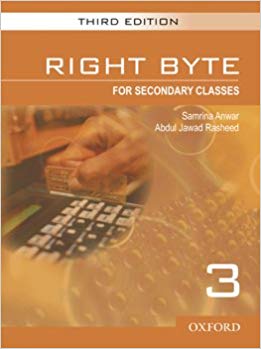 THIRD EDITION
RIGHT BYTE
FOR SECONDARY CLASSES
Samrina Anwar
Abdul Jawad Rasheed
3
OXFORD